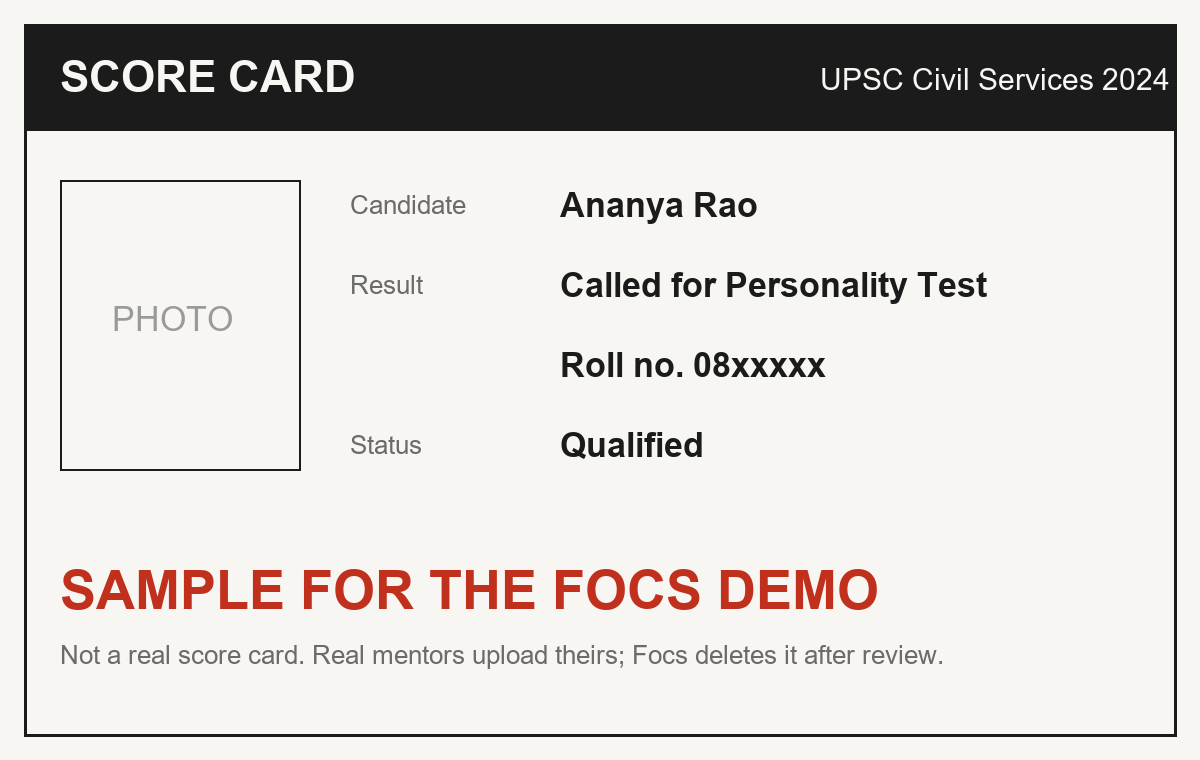 SCORE CARD
UPSC Civil Services 2024
PHOTO
Candidate
Ananya Rao
Result
Called for Personality Test
Roll no. 08xxxxx
Status
Qualified
SAMPLE FOR THE FOCS DEMO
Not a real score card. Real mentors upload theirs; Focs deletes it after review.